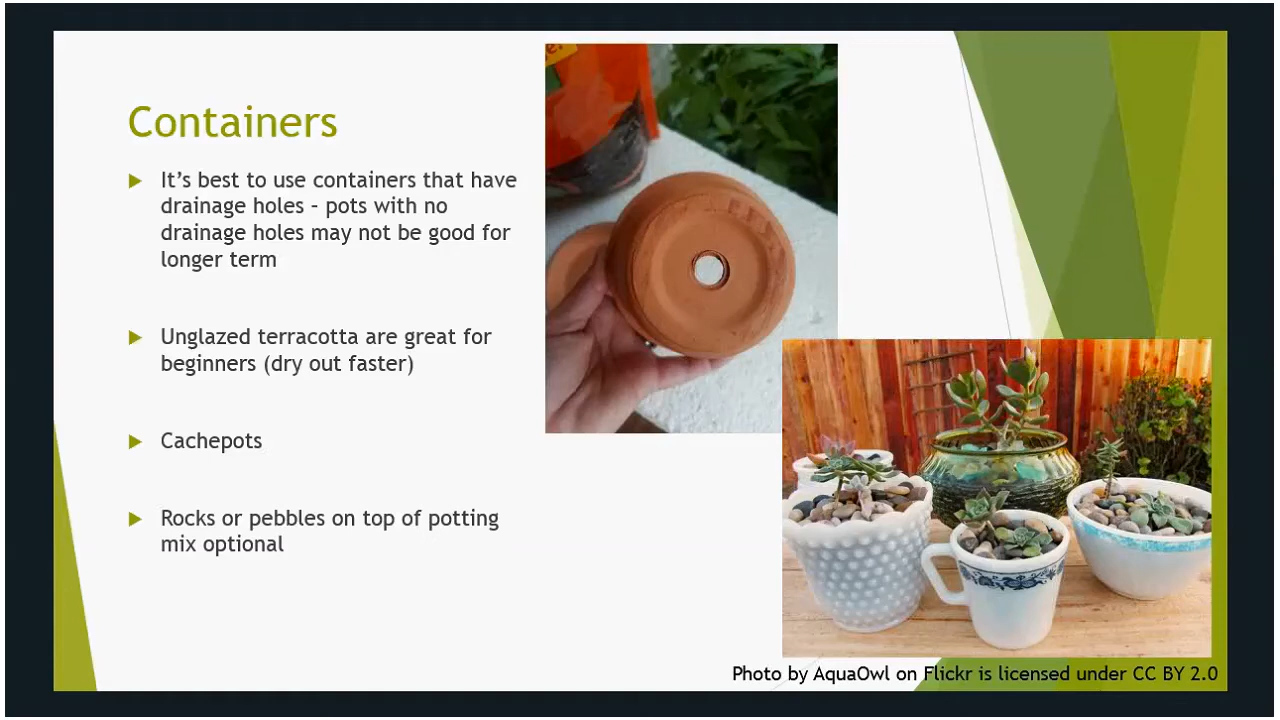 Containers
It's best to use containers that have
drainage holes – pots with no
drainage holes may not be good for
longer term
Unglazed terracotta are great for
beginners (dry out faster)
Cachepots
Rocks or pebbles on top of potting
mix optional
Photo by AquaOwl on Flickr is licensed under CC BY 2.0